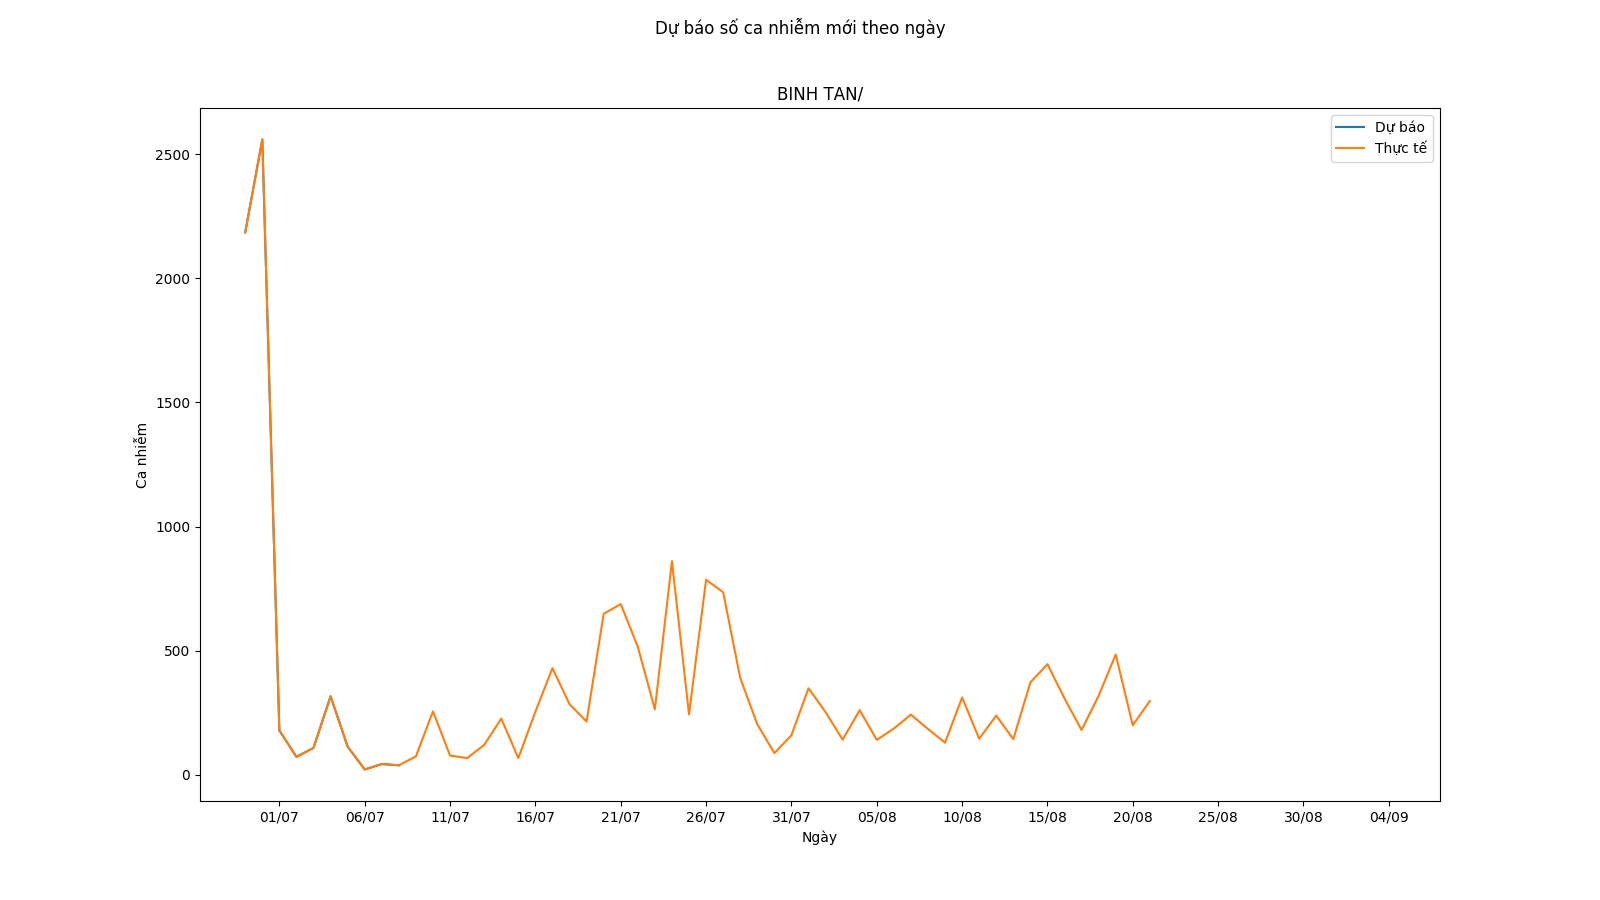 Dự báo số ca nhiễm mới theo ngày
BINH TAN/
Dự báo
Thực tế
2500
2000
1500
1000
500
0
Ca nhiễm
01/07 06/07 11/07 16/07 21/07 26/07 31/07 05/08 10/08 15/08 20/08 25/08 30/08 04/09
Ngày